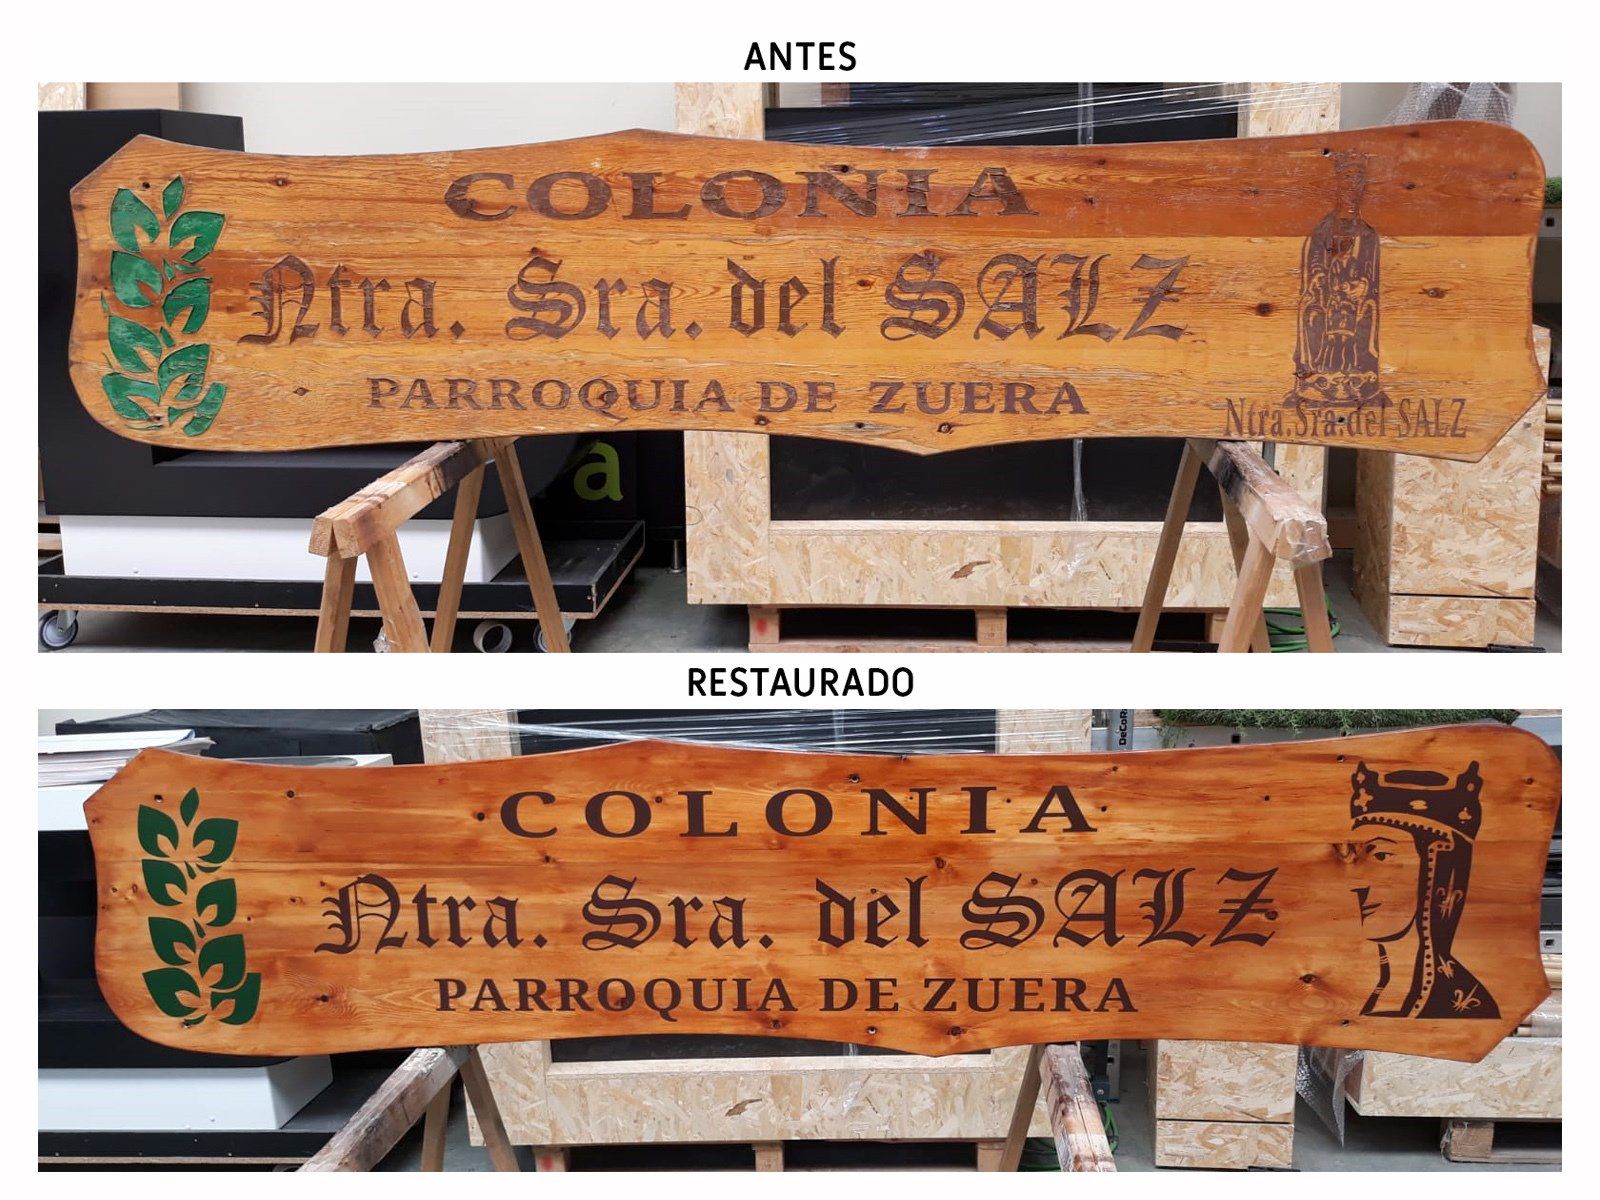 ANTES
COLONIA
Ntra. Sra. del SALZ
PARROQUIA DE ZUERA
Ntra.Sra.del SALZ
a
RESTAURADO
DeCoR
COLONIA
Ntra. Sra. del SALZ
PARROQUIA DE ZUERA